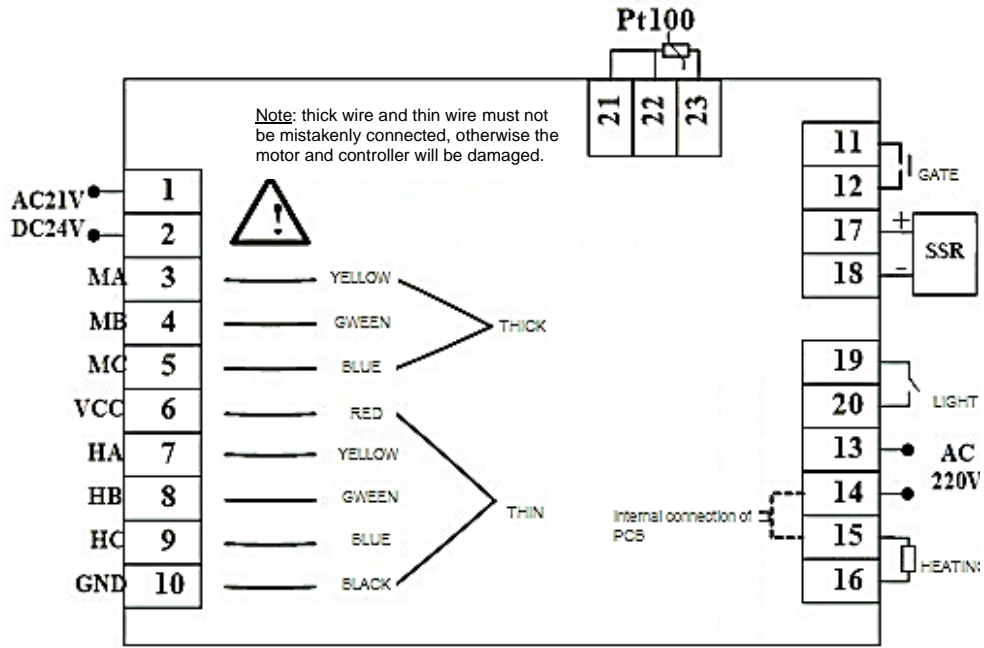 Pt100
21 22 23
Note: thick wire and thin wire must not
be mistakenly connected, otherwise the
motor and controller will be damaged.
!
AC21V
DC24V
1
2
MA 3 YELLOW
MB 4 GWEEN
MC 5 BLUE
THICK
VCC 6 RED
HA 7 YELLOW
HB 8 GWEEN
HC 9 BLUE
GND 10 BLACK
THIN
11
12
GATE
17 +
18 −
SSR
19
20
LIGHT
13
14
AC
220V
Internal connection of
PCB
15
16
HEATING